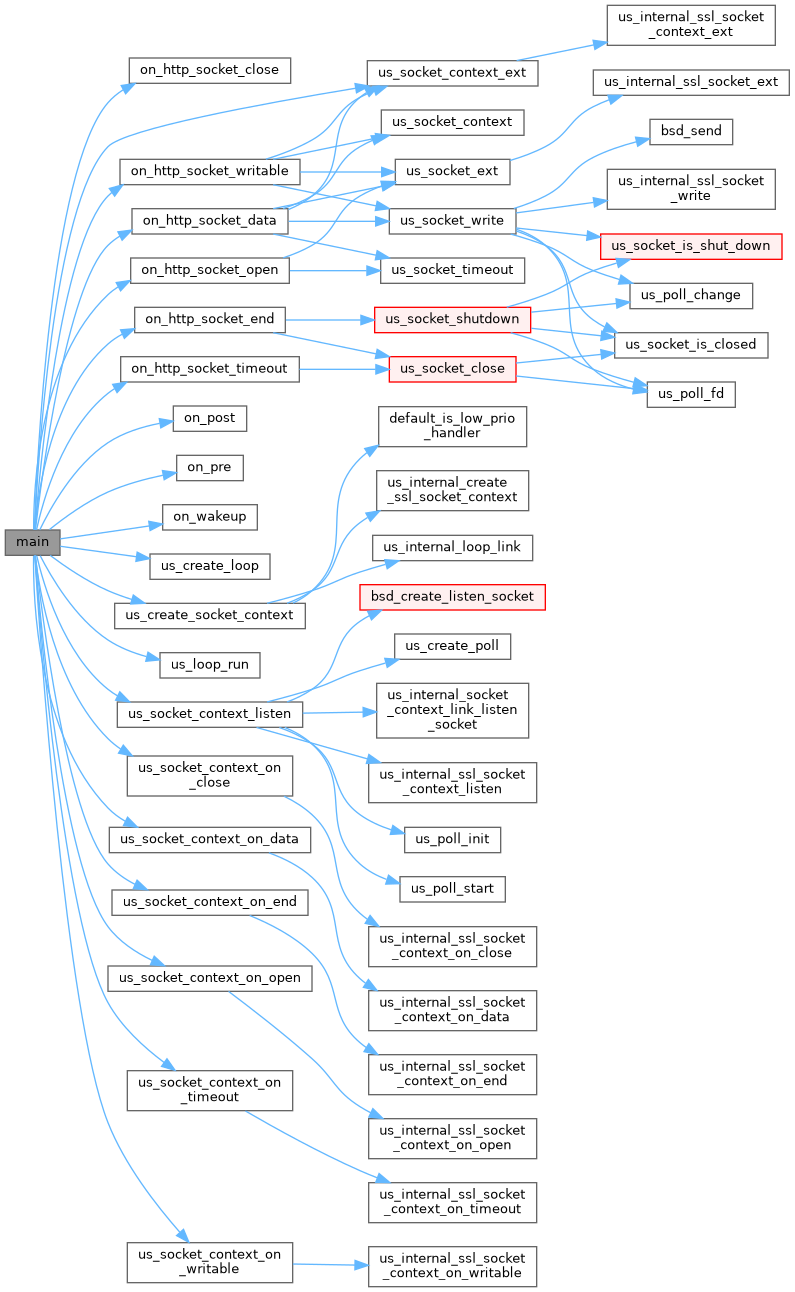 main
on_http_socket_close
on_http_socket_writable
on_http_socket_data
on_http_socket_open
on_http_socket_end
on_http_socket_timeout
on_post
on_pre
on_wakeup
us_create_loop
us_create_socket_context
us_loop_run
us_socket_context_listen
us_socket_context_on
_close
us_socket_context_on_data
us_socket_context_on_end
us_socket_context_on_open
us_socket_context_on
_timeout
us_socket_context_on
_writable
us_socket_context_ext
us_socket_context
us_socket_ext
us_socket_write
us_socket_timeout
us_socket_shutdown
us_socket_close
default_is_low_prio
_handler
us_internal_create
_ssl_socket_context
us_internal_loop_link
bsd_create_listen_socket
us_create_poll
us_internal_socket
_context_link_listen
_socket
us_internal_ssl_socket
_context_listen
us_poll_init
us_poll_start
us_internal_ssl_socket
_context_on_close
us_internal_ssl_socket
_context_on_data
us_internal_ssl_socket
_context_on_end
us_internal_ssl_socket
_context_on_open
us_internal_ssl_socket
_context_on_timeout
us_internal_ssl_socket
_context_on_writable
us_internal_ssl_socket
_context_ext
us_internal_ssl_socket_ext
bsd_send
us_internal_ssl_socket
_write
us_socket_is_shut_down
us_poll_change
us_socket_is_closed
us_poll_fd